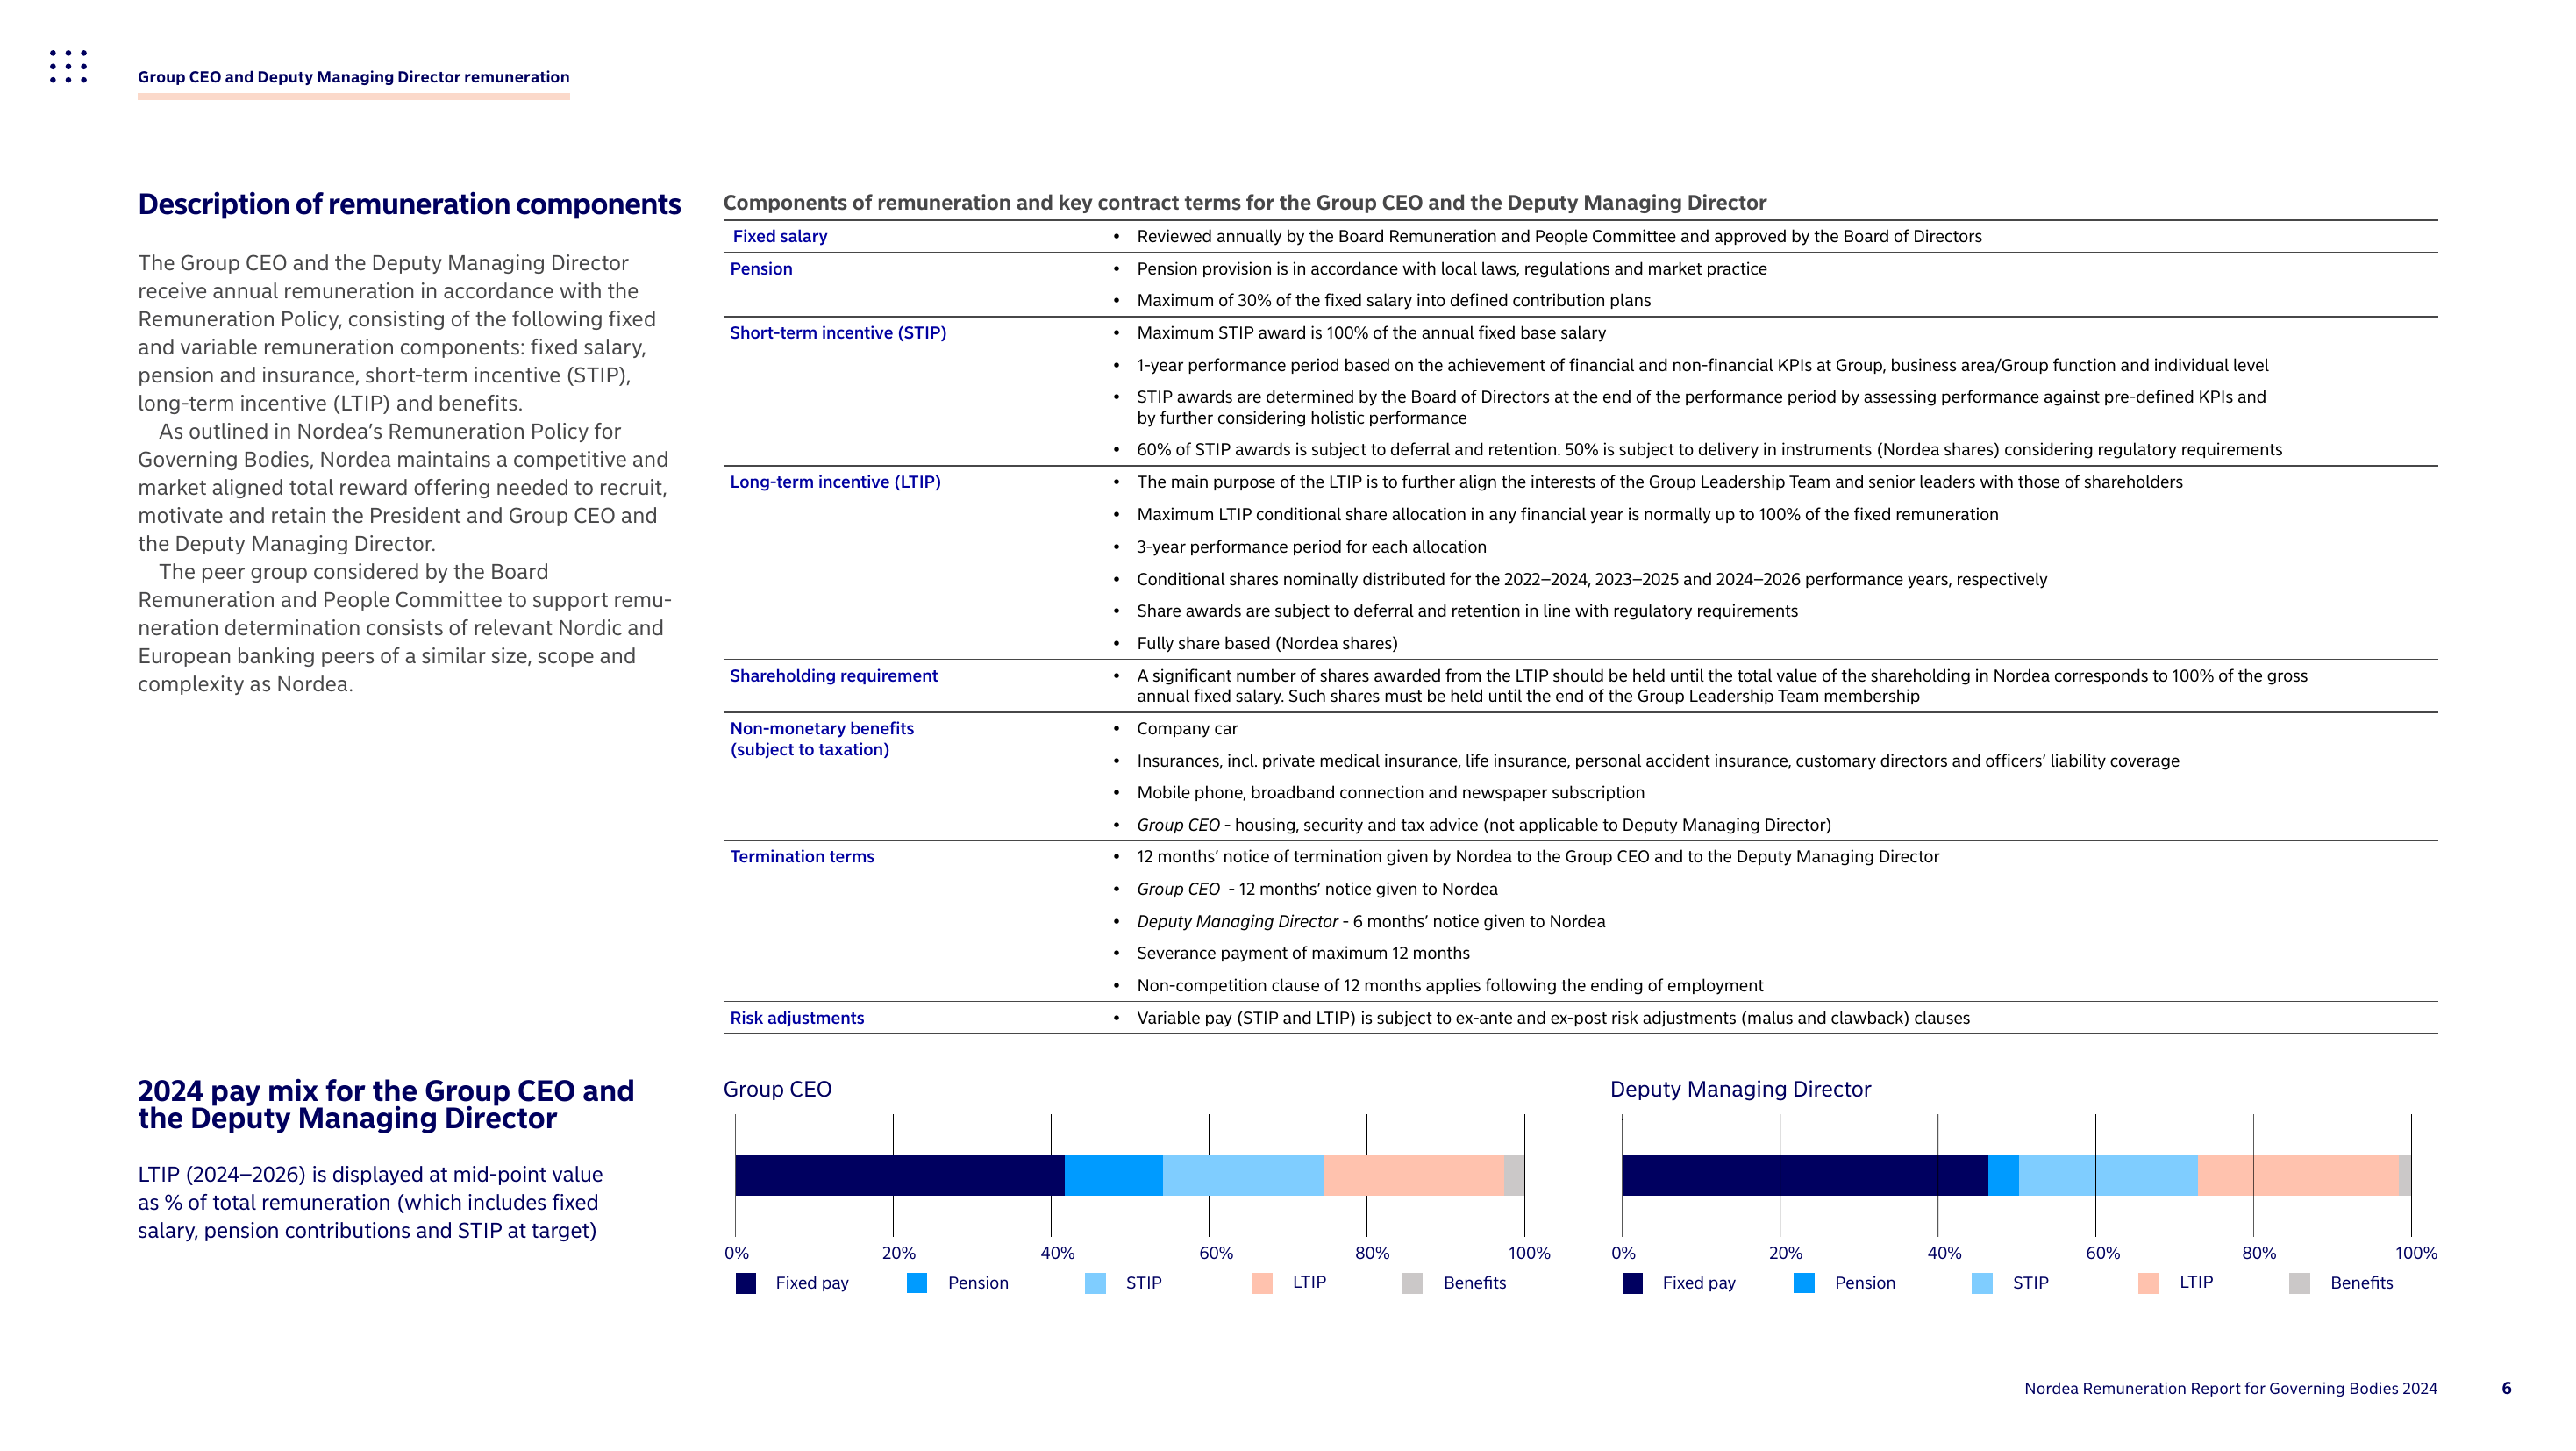 Group CEO and Deputy Managing Director remuneration
Description of remuneration components
The Group CEO and the Deputy Managing Director
receive annual remuneration in accordance with the
Remuneration Policy, consisting of the following fixed
and variable remuneration components: fixed salary,
pension and insurance, short-term incentive (STIP),
long-term incentive (LTIP) and benefits.
As outlined in Nordea’s Remuneration Policy for
Governing Bodies, Nordea maintains a competitive and
market aligned total reward offering needed to recruit,
motivate and retain the President and Group CEO and
the Deputy Managing Director.
The peer group considered by the Board
Remuneration and People Committee to support remu-
neration determination consists of relevant Nordic and
European banking peers of a similar size, scope and
complexity as Nordea.
Components of remuneration and key contract terms for the Group CEO and the Deputy Managing Director
Fixed salary
• Reviewed annually by the Board Remuneration and People Committee and approved by the Board of Directors
Pension
• Pension provision is in accordance with local laws, regulations and market practice
• Maximum of 30% of the fixed salary into defined contribution plans
Short-term incentive (STIP)
• Maximum STIP award is 100% of the annual fixed base salary
• 1-year performance period based on the achievement of financial and non-financial KPIs at Group, business area/Group function and individual level
• STIP awards are determined by the Board of Directors at the end of the performance period by assessing performance against pre-defined KPIs and
by further considering holistic performance
• 60% of STIP awards is subject to deferral and retention. 50% is subject to delivery in instruments (Nordea shares) considering regulatory requirements
Long-term incentive (LTIP)
• The main purpose of the LTIP is to further align the interests of the Group Leadership Team and senior leaders with those of shareholders
• Maximum LTIP conditional share allocation in any financial year is normally up to 100% of the fixed remuneration
• 3-year performance period for each allocation
• Conditional shares nominally distributed for the 2022–2024, 2023–2025 and 2024–2026 performance years, respectively
• Share awards are subject to deferral and retention in line with regulatory requirements
• Fully share based (Nordea shares)
Shareholding requirement
• A significant number of shares awarded from the LTIP should be held until the total value of the shareholding in Nordea corresponds to 100% of the gross
annual fixed salary. Such shares must be held until the end of the Group Leadership Team membership
Non-monetary benefits
(subject to taxation)
• Company car
• Insurances, incl. private medical insurance, life insurance, personal accident insurance, customary directors and officers’ liability coverage
• Mobile phone, broadband connection and newspaper subscription
• Group CEO - housing, security and tax advice (not applicable to Deputy Managing Director)
Termination terms
• 12 months’ notice of termination given by Nordea to the Group CEO and to the Deputy Managing Director
• Group CEO - 12 months’ notice given to Nordea
• Deputy Managing Director - 6 months’ notice given to Nordea
• Severance payment of maximum 12 months
• Non-competition clause of 12 months applies following the ending of employment
Risk adjustments
• Variable pay (STIP and LTIP) is subject to ex-ante and ex-post risk adjustments (malus and clawback) clauses
2024 pay mix for the Group CEO and
the Deputy Managing Director
LTIP (2024–2026) is displayed at mid-point value
as % of total remuneration (which includes fixed
salary, pension contributions and STIP at target)
Group CEO
0% 20% 40% 60% 80% 100%
Fixed pay Pension STIP LTIP Benefits
Deputy Managing Director
0% 20% 40% 60% 80% 100%
Fixed pay Pension STIP LTIP Benefits
Nordea Remuneration Report for Governing Bodies 2024 6